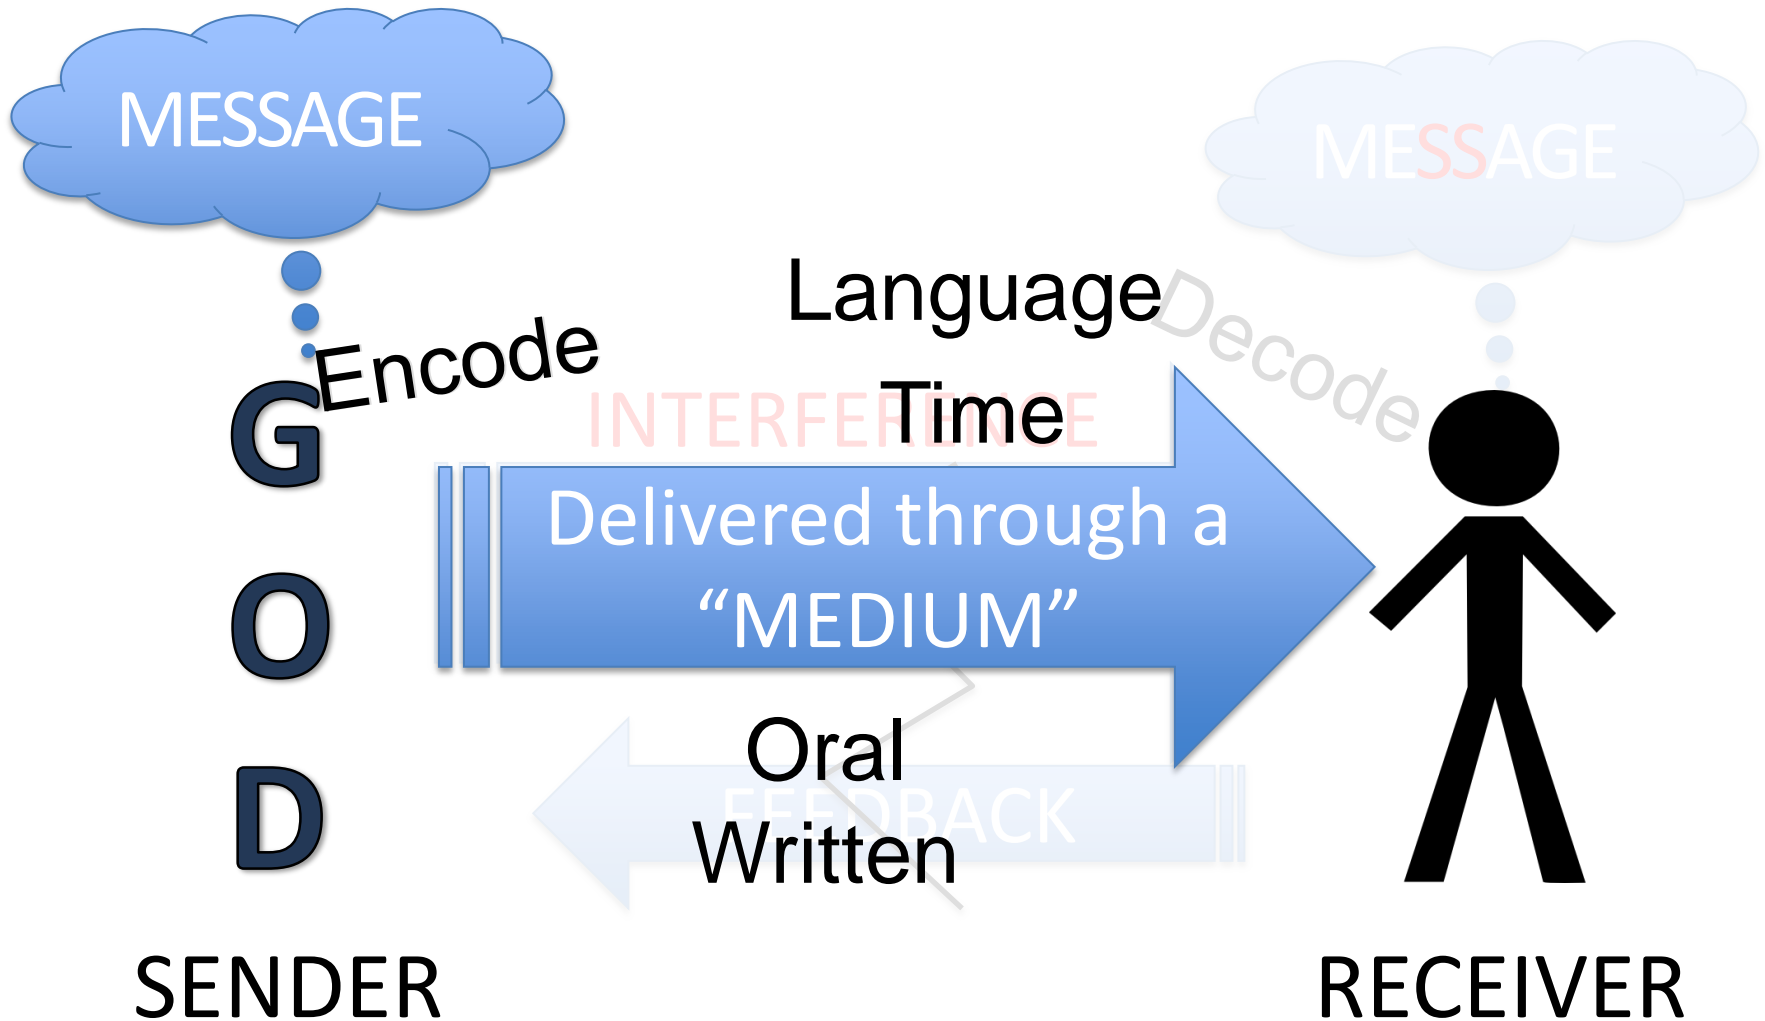 MESSAGE
MESSAGE
Language
Decode
Encode
INTERFERENCE
Time
G
O
D
Delivered through a
“MEDIUM”
Oral
FEEDBACK
Written
SENDER
RECEIVER